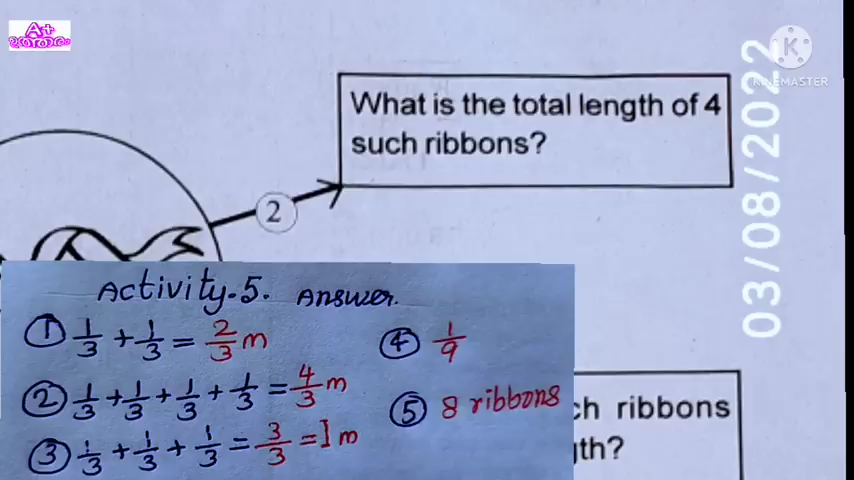 A+
KINEMASTER
03/08/2022
What is the total length of 4
such ribbons?
2
Activity-5. Answer.
① 1/3 + 1/3 = 2/3 m
② 1/3 + 1/3 + 1/3 + 1/3 = 4/3 m
③ 1/3 + 1/3 + 1/3 = 3/3 = 1 m
④ 1/9
⑤ 8 ribbons
ch ribbons
gth?